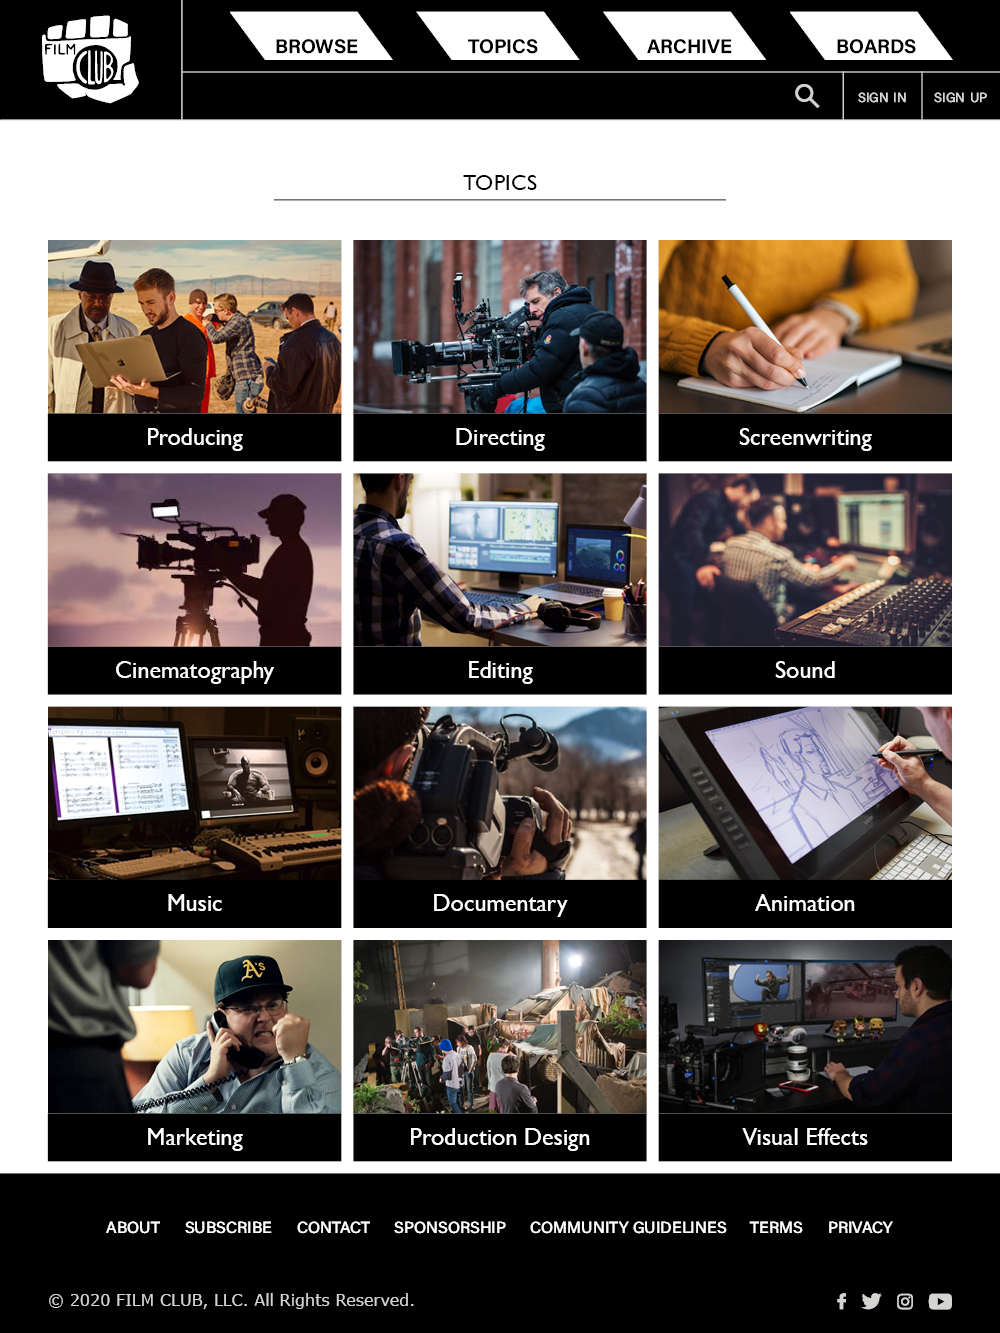 FILM
CLUB
BROWSE
TOPICS
ARCHIVE
BOARDS
SIGN IN
SIGN UP
TOPICS
Producing
Directing
Screenwriting
Cinematography
Editing
Sound
Music
Documentary
Animation
A's
Marketing
Production Design
Visual Effects
ABOUT SUBSCRIBE CONTACT SPONSORSHIP COMMUNITY GUIDELINES TERMS PRIVACY
© 2020 FILM CLUB, LLC. All Rights Reserved.